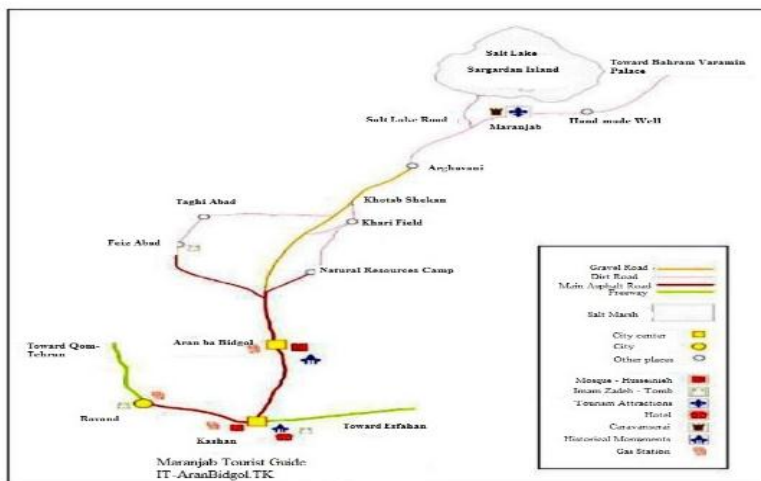 Salt Lake
Sargardan Island
Toward Bahram Varamin
Palace
Salt Lake Road
Maranjab
Hand made Well
Arghavani
Khotab Shekan
Taghi Abad
Khari Field
Feiz Abad
Natural Resources Camp
Aran ba Bidgol
Toward Qom-
Tehran
Ravand
Kashan
Toward Esfahan
Maranjab Tourist Guide
IT-AranBidgol.TK
Gravel Road
Dirt Road
Main Asphalt Road
Freeway
Salt Marsh
City center
City
Other places
Mosque - Husseinieh
Imam Zadeh - Tomb
Tourism Attractions
Hotel
Caravanserai
Historical Monuments
Gas Station